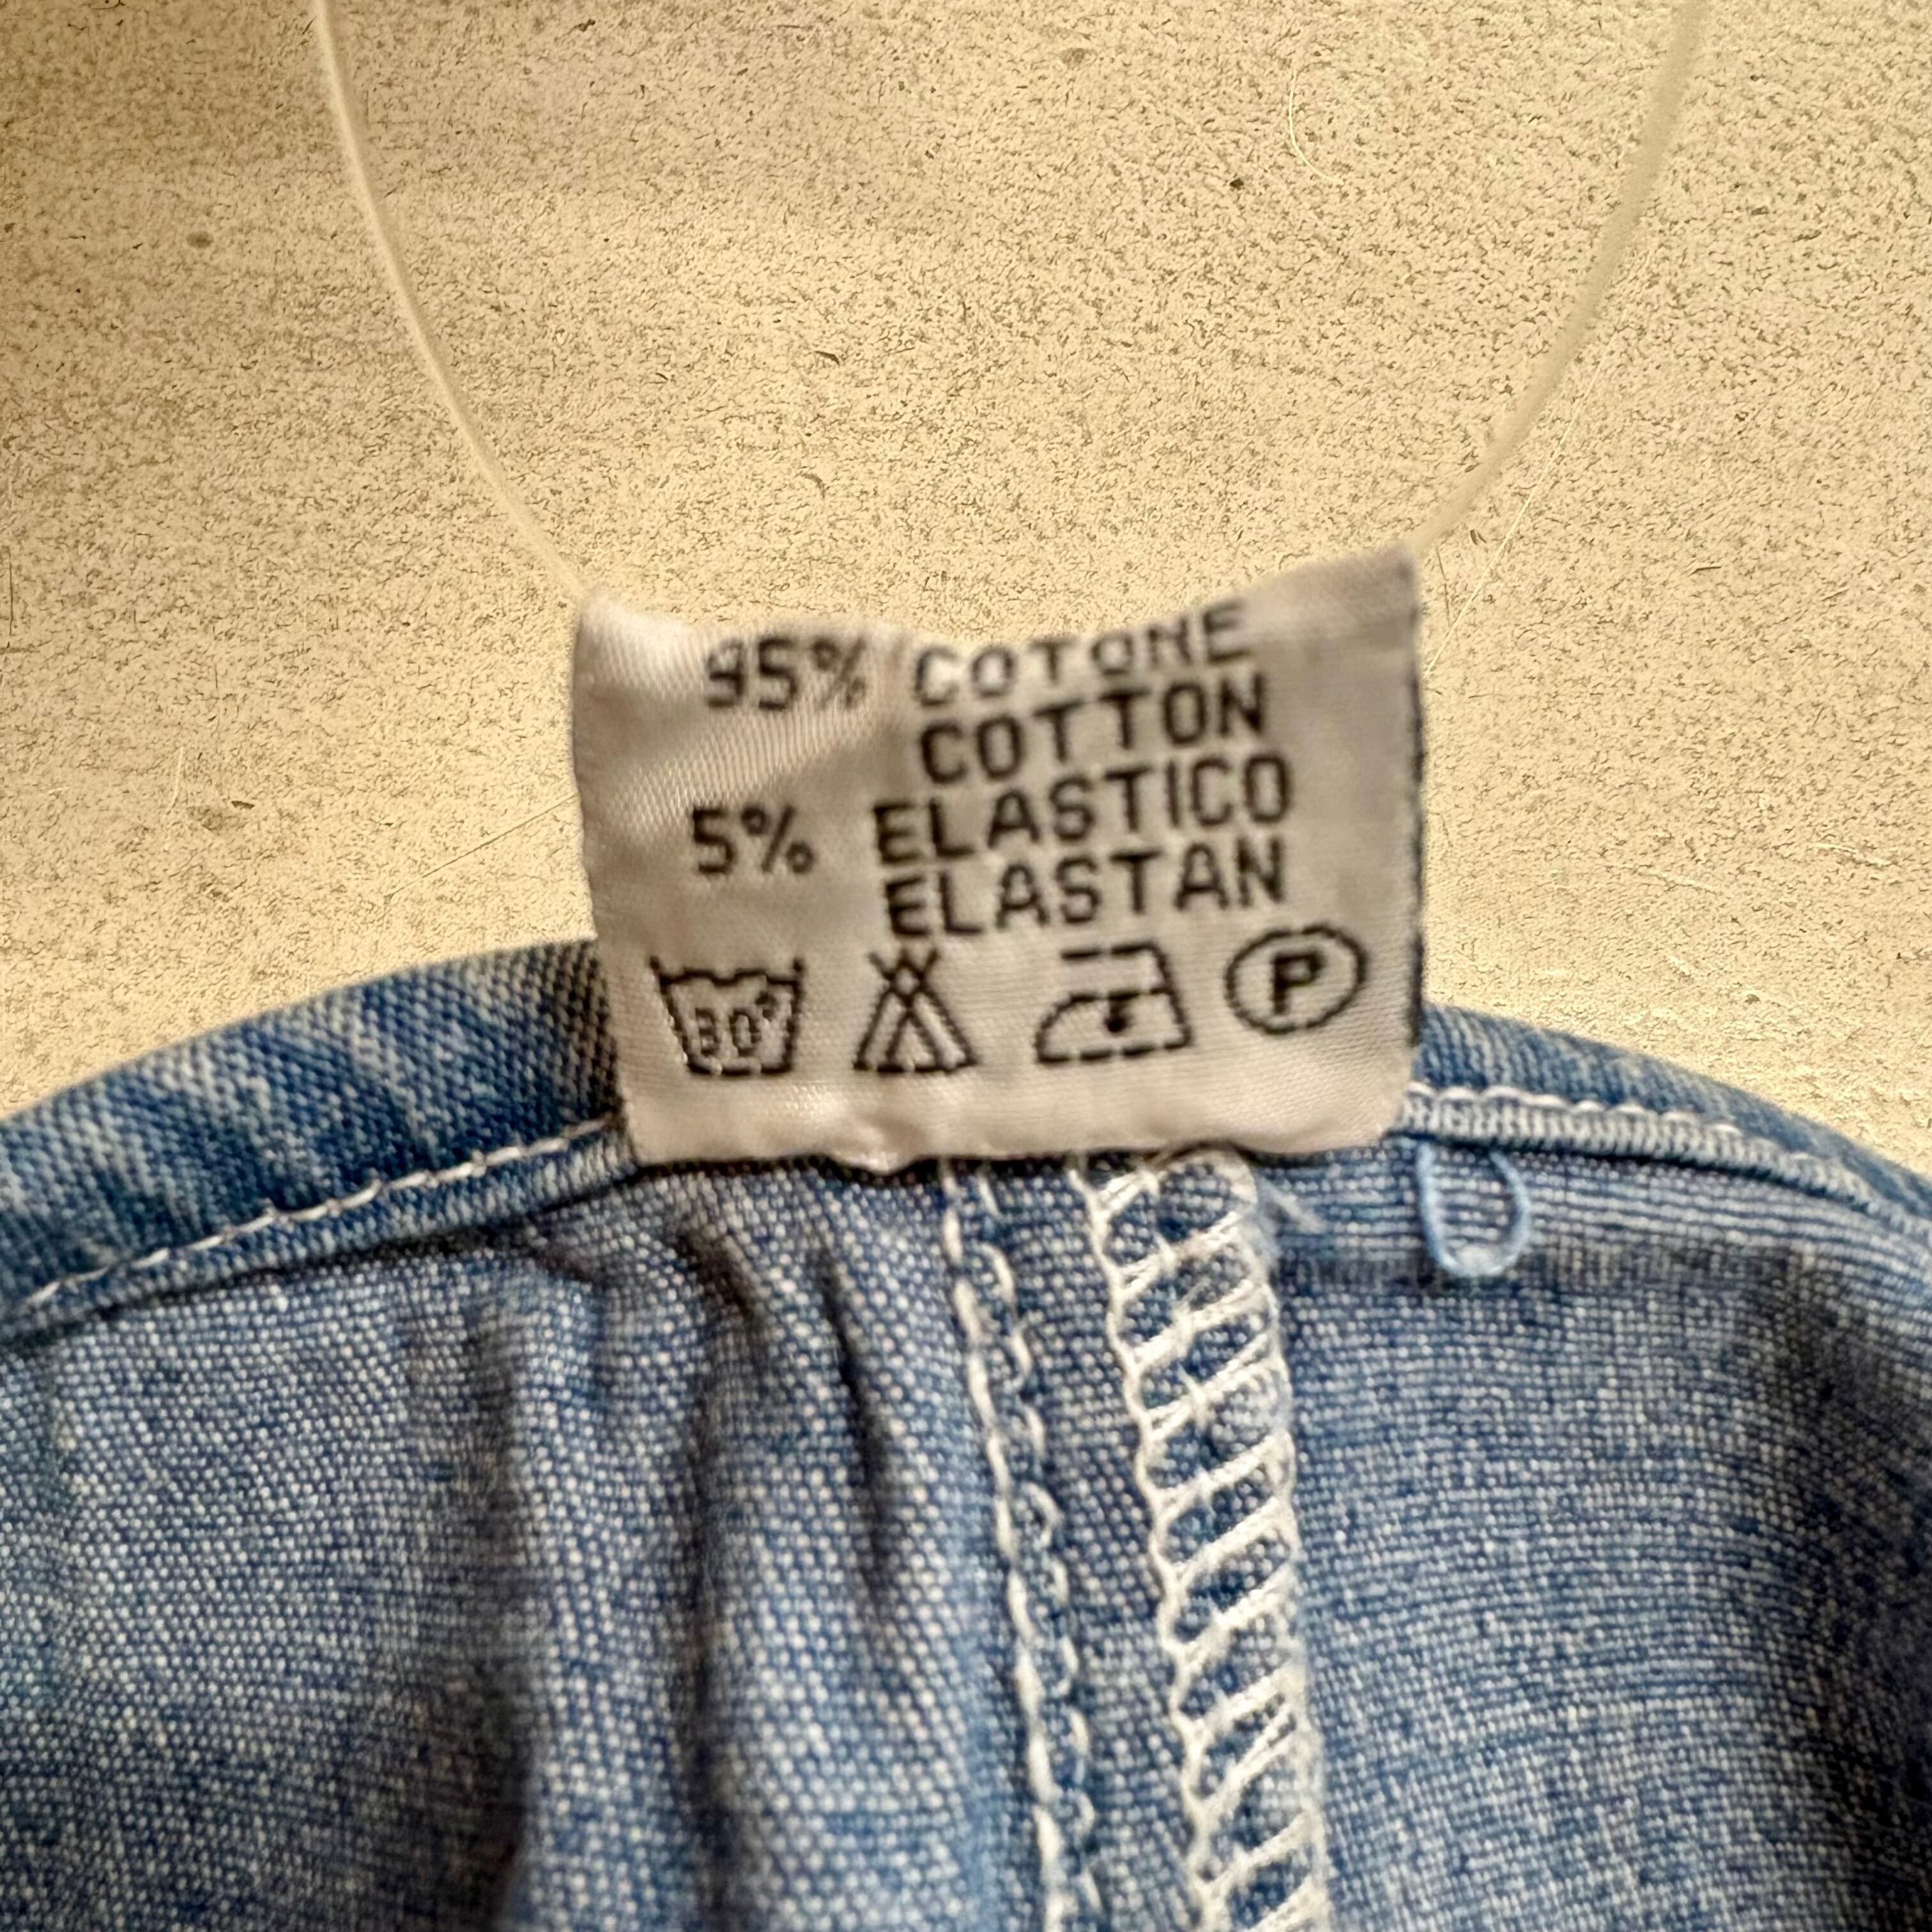 95% COTONE
COTTON
5% ELASTICO
ELASTAN
30° P